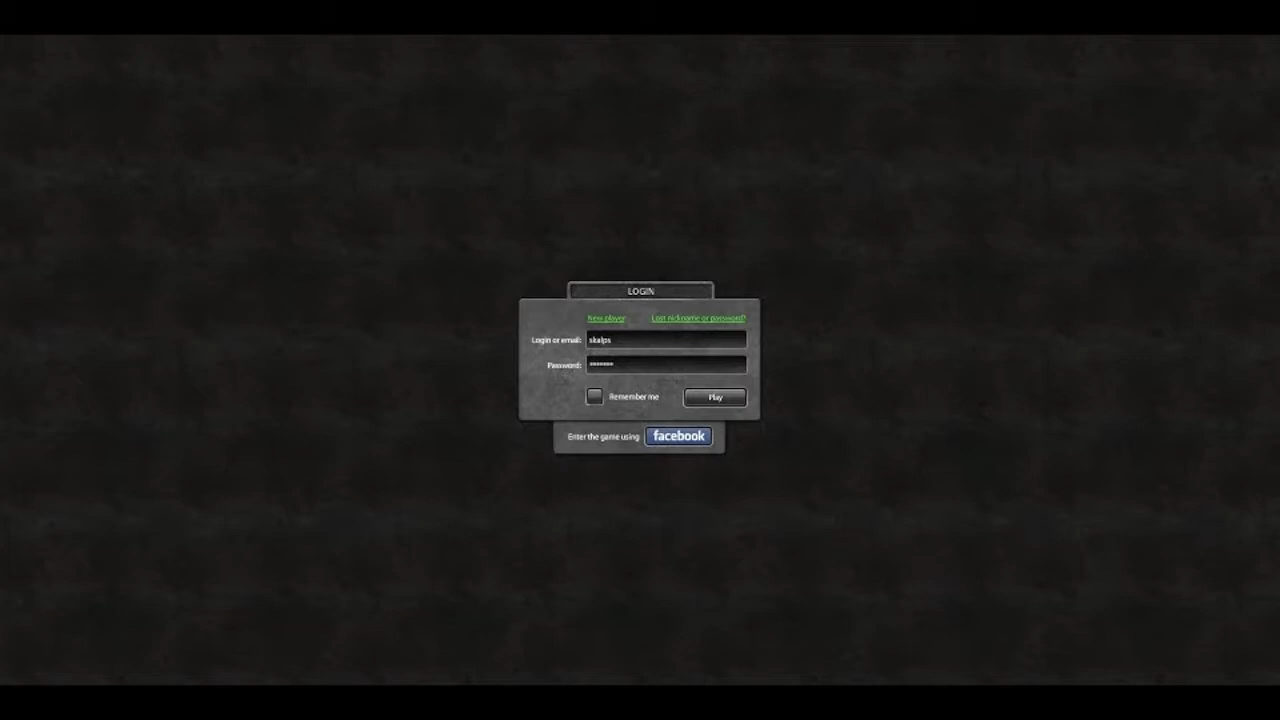 LOGIN
New player Lost nickname or password?
Login or email: skalps
Password: *******
Remember me Play
Enter the game using facebook